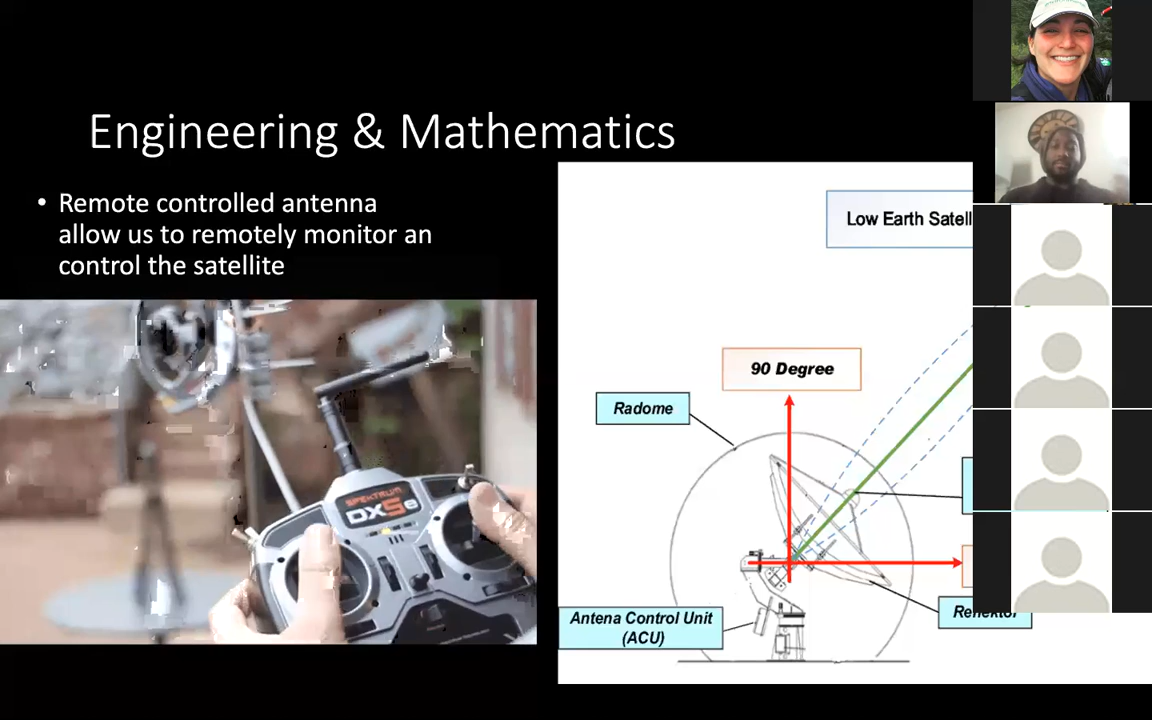 Engineering & Mathematics
• Remote controlled antenna
allow us to remotely monitor an
control the satellite
Low Earth Satell
90 Degree
Radome
SPEKTRUM
DX5e
Antena Control Unit
(ACU)
Reflektor